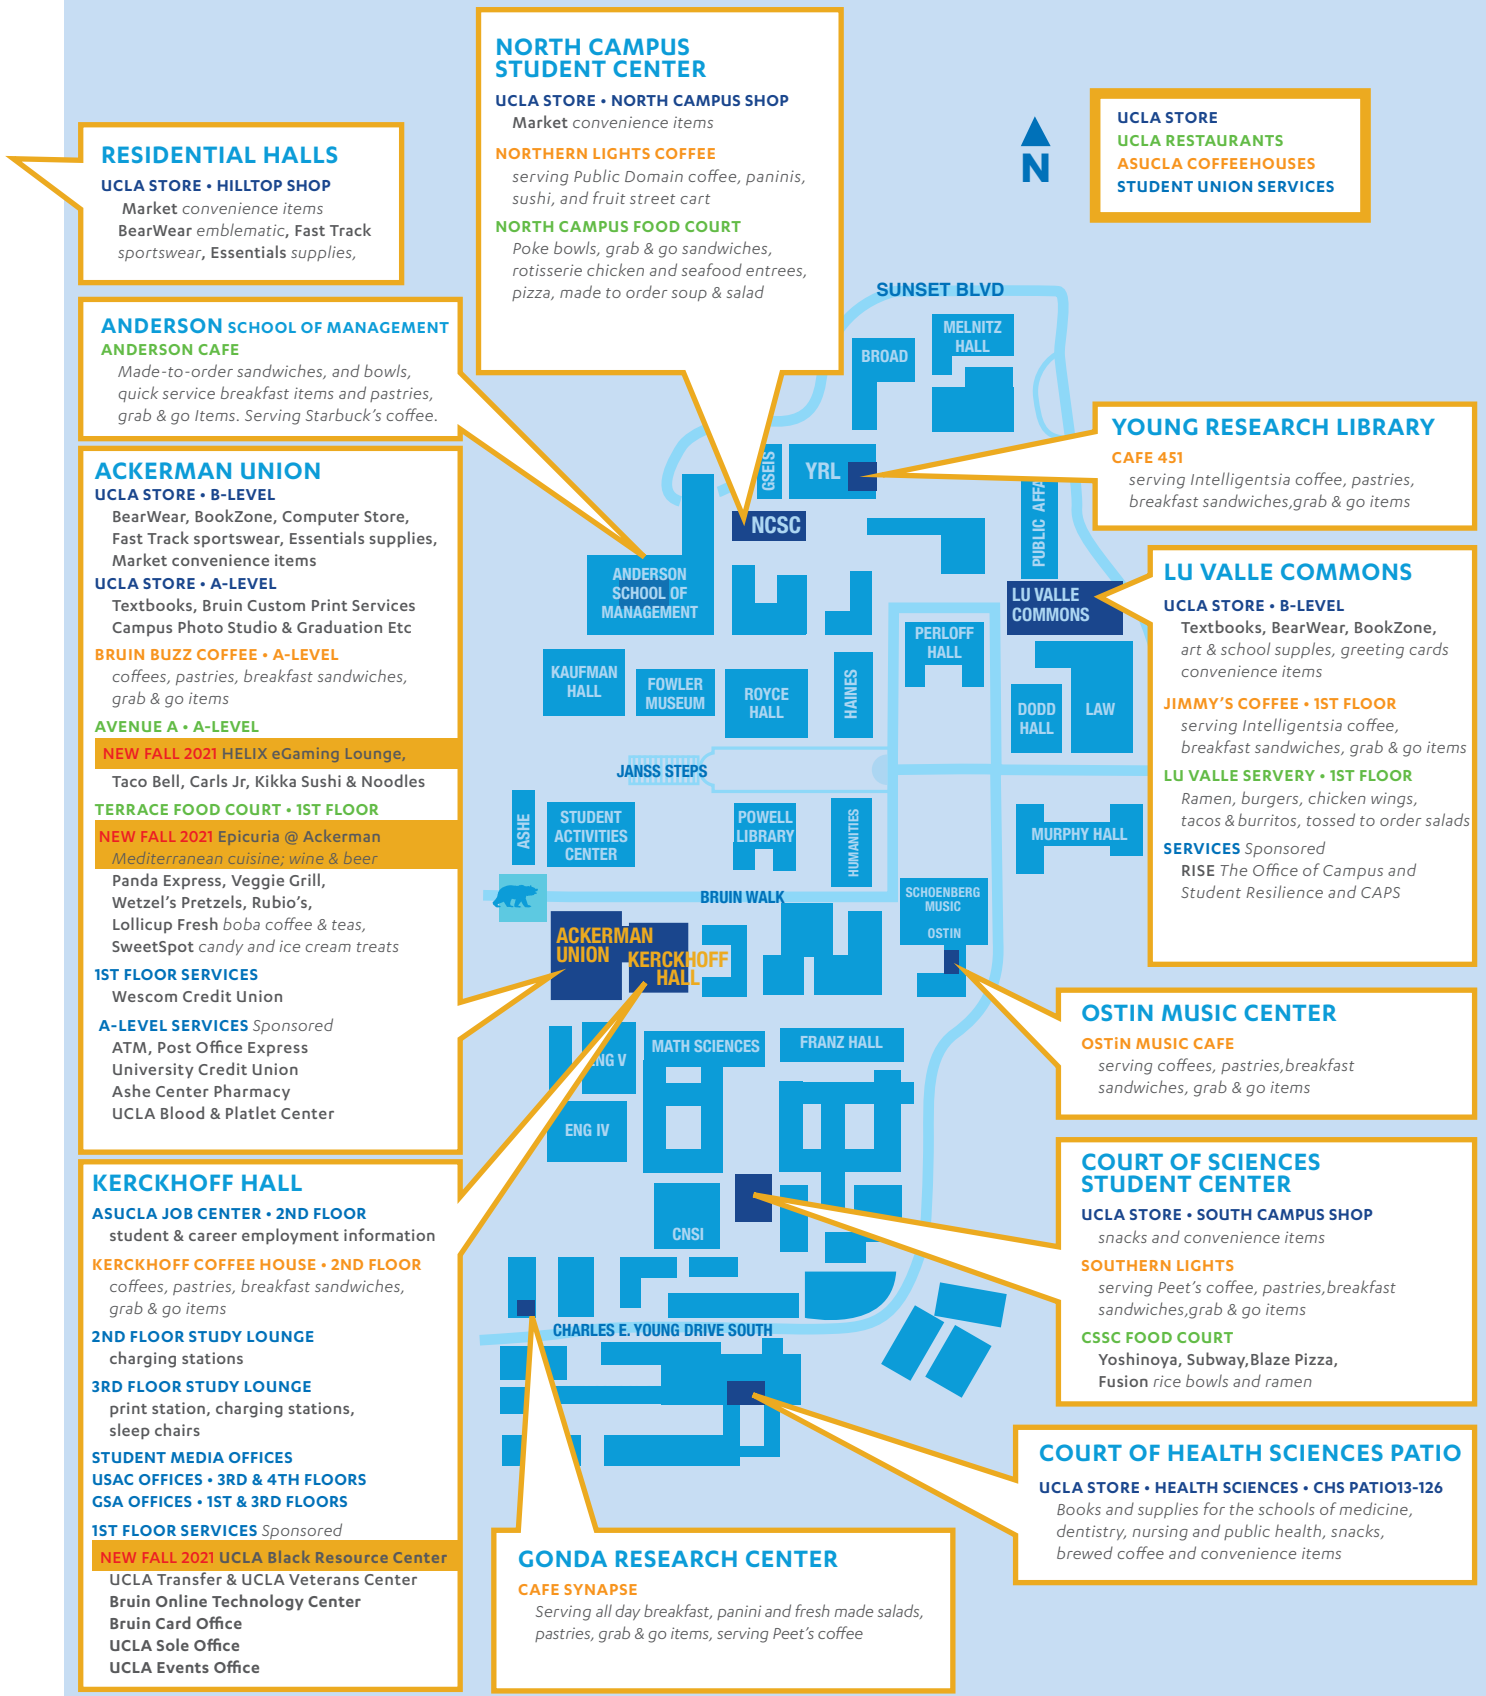 NORTH CAMPUS
STUDENT CENTER
UCLA STORE • NORTH CAMPUS SHOP
Market convenience items
NORTHERN LIGHTS COFFEE
serving Public Domain coffee, paninis,
sushi, and fruit street cart
NORTH CAMPUS FOOD COURT
Poke bowls, grab & go sandwiches,
rotisserie chicken and seafood entrees,
pizza, made to order soup & salad
N
UCLA STORE
UCLA RESTAURANTS
ASUCLA COFFEEHOUSES
STUDENT UNION SERVICES
RESIDENTIAL HALLS
UCLA STORE • HILLTOP SHOP
Market convenience items
BearWear emblematic, Fast Track
sportswear, Essentials supplies,
ANDERSON SCHOOL OF MANAGEMENT
ANDERSON CAFE
Made-to-order sandwiches, and bowls,
quick service breakfast items and pastries,
grab & go Items. Serving Starbuck's coffee.
ACKERMAN UNION
UCLA STORE • B-LEVEL
BearWear, BookZone, Computer Store,
Fast Track sportswear, Essentials supplies,
Market convenience items
UCLA STORE • A-LEVEL
Textbooks, Bruin Custom Print Services
Campus Photo Studio & Graduation Etc
BRUIN BUZZ COFFEE • A-LEVEL
coffees, pastries, breakfast sandwiches,
grab & go items
AVENUE A • A-LEVEL
NEW FALL 2021 HELIX eGaming Lounge,
Taco Bell, Carls Jr, Kikka Sushi & Noodles
TERRACE FOOD COURT • 1ST FLOOR
NEW FALL 2021 Epicuria @ Ackerman
Mediterranean cuisine; wine & beer
Panda Express, Veggie Grill,
Wetzel's Pretzels, Rubio's,
Lollicup Fresh boba coffee & teas,
SweetSpot candy and ice cream treats
1ST FLOOR SERVICES
Wescom Credit Union
A-LEVEL SERVICES Sponsored
ATM, Post Office Express
University Credit Union
Ashe Center Pharmacy
UCLA Blood & Platlet Center
KERCKHOFF HALL
ASUCLA JOB CENTER • 2ND FLOOR
student & career employment information
KERCKHOFF COFFEE HOUSE • 2ND FLOOR
coffees, pastries, breakfast sandwiches,
grab & go items
2ND FLOOR STUDY LOUNGE
charging stations
3RD FLOOR STUDY LOUNGE
print station, charging stations,
sleep chairs
STUDENT MEDIA OFFICES
USAC OFFICES • 3RD & 4TH FLOORS
GSA OFFICES • 1ST & 3RD FLOORS
1ST FLOOR SERVICES Sponsored
NEW FALL 2021 UCLA Black Resource Center
UCLA Transfer & UCLA Veterans Center
Bruin Online Technology Center
Bruin Card Office
UCLA Sole Office
UCLA Events Office
SUNSET BLVD
MELNITZ
HALL
BROAD
GSEIS
YRL
NCSC
PUBLIC AFFA
ANDERSON
SCHOOL OF
MANAGEMENT
LU VALLE
COMMONS
PERLOFF
HALL
KAUFMAN
HALL
FOWLER
MUSEUM
ROYCE
HALL
HAINES
DODD
HALL
LAW
JANSS STEPS
ASHE
STUDENT
ACTIVITIES
CENTER
POWELL
LIBRARY
HUMANITIES
MURPHY HALL
BRUIN WALK
SCHOENBERG
MUSIC
OSTIN
ACKERMAN
UNION
KERCKHOFF
HALL
NG V
MATH SCIENCES
FRANZ HALL
ENG IV
CNSI
CHARLES E. YOUNG DRIVE SOUTH
YOUNG RESEARCH LIBRARY
CAFE 451
serving Intelligentsia coffee, pastries,
breakfast sandwiches,grab & go items
LU VALLE COMMONS
UCLA STORE • B-LEVEL
Textbooks, BearWear, BookZone,
art & school supples, greeting cards
convenience items
JIMMY'S COFFEE • 1ST FLOOR
serving Intelligentsia coffee,
breakfast sandwiches, grab & go items
LU VALLE SERVERY • 1ST FLOOR
Ramen, burgers, chicken wings,
tacos & burritos, tossed to order salads
SERVICES Sponsored
RISE The Office of Campus and
Student Resilience and CAPS
OSTIN MUSIC CENTER
OSTiN MUSIC CAFE
serving coffees, pastries,breakfast
sandwiches, grab & go items
COURT OF SCIENCES
STUDENT CENTER
UCLA STORE • SOUTH CAMPUS SHOP
snacks and convenience items
SOUTHERN LIGHTS
serving Peet's coffee, pastries,breakfast
sandwiches,grab & go items
CSSC FOOD COURT
Yoshinoya, Subway,Blaze Pizza,
Fusion rice bowls and ramen
COURT OF HEALTH SCIENCES PATIO
UCLA STORE • HEALTH SCIENCES • CHS PATIO13-126
Books and supplies for the schools of medicine,
dentistry, nursing and public health, snacks,
brewed coffee and convenience items
GONDA RESEARCH CENTER
CAFE SYNAPSE
Serving all day breakfast, panini and fresh made salads,
pastries, grab & go items, serving Peet's coffee